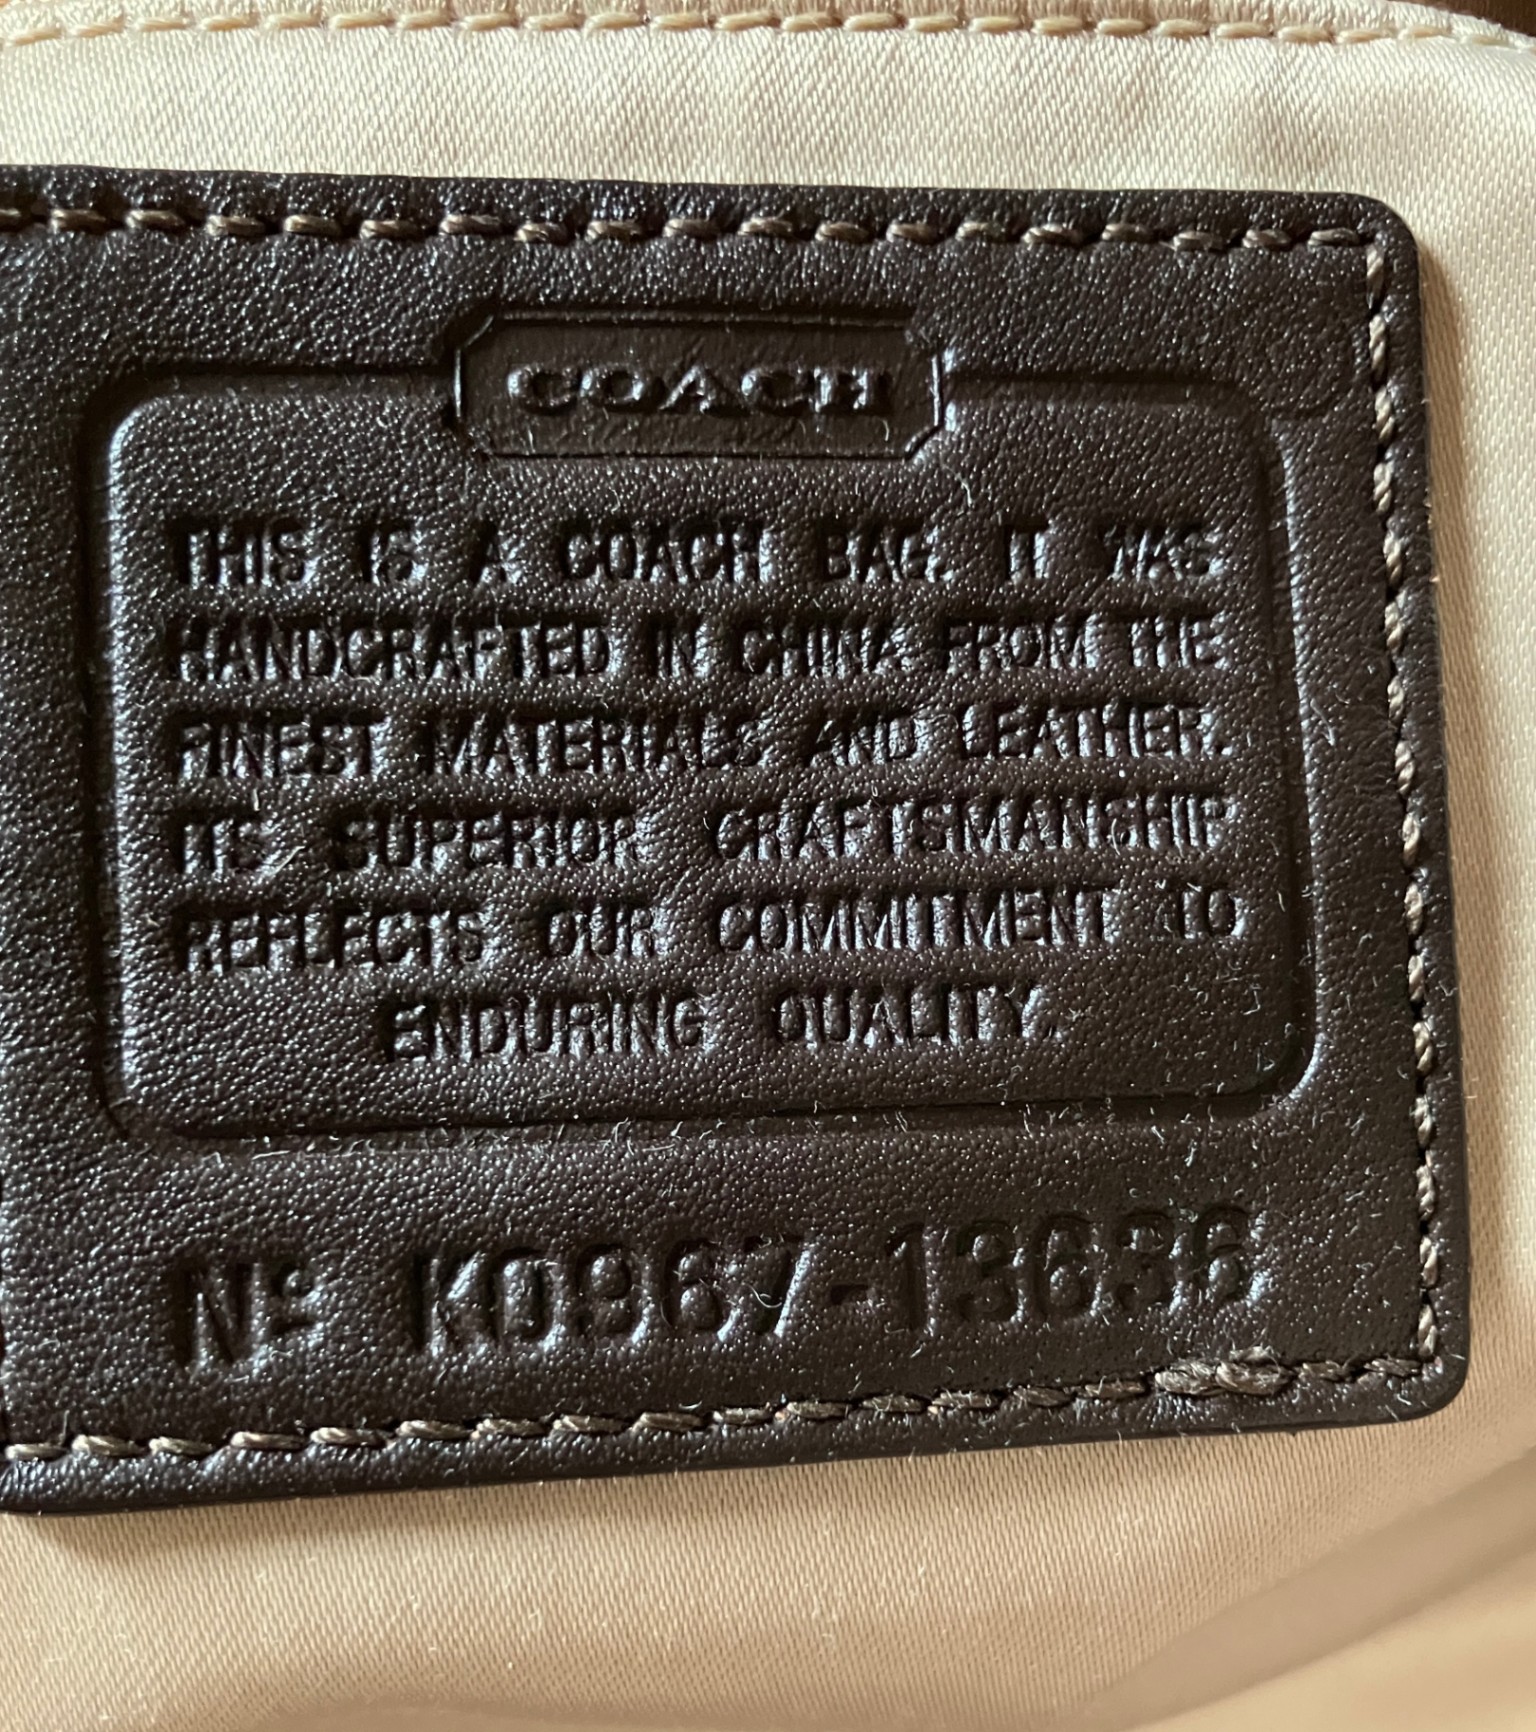 COACH
THIS IS A COACH BAG. IT WAS
HANDCRAFTED IN CHINA FROM THE
FINEST MATERIALS AND LEATHER.
ITS SUPERIOR CRAFTSMANSHIP
REFLECTS OUR COMMITMENT TO
ENDURING QUALITY.
Nº K0967-13636